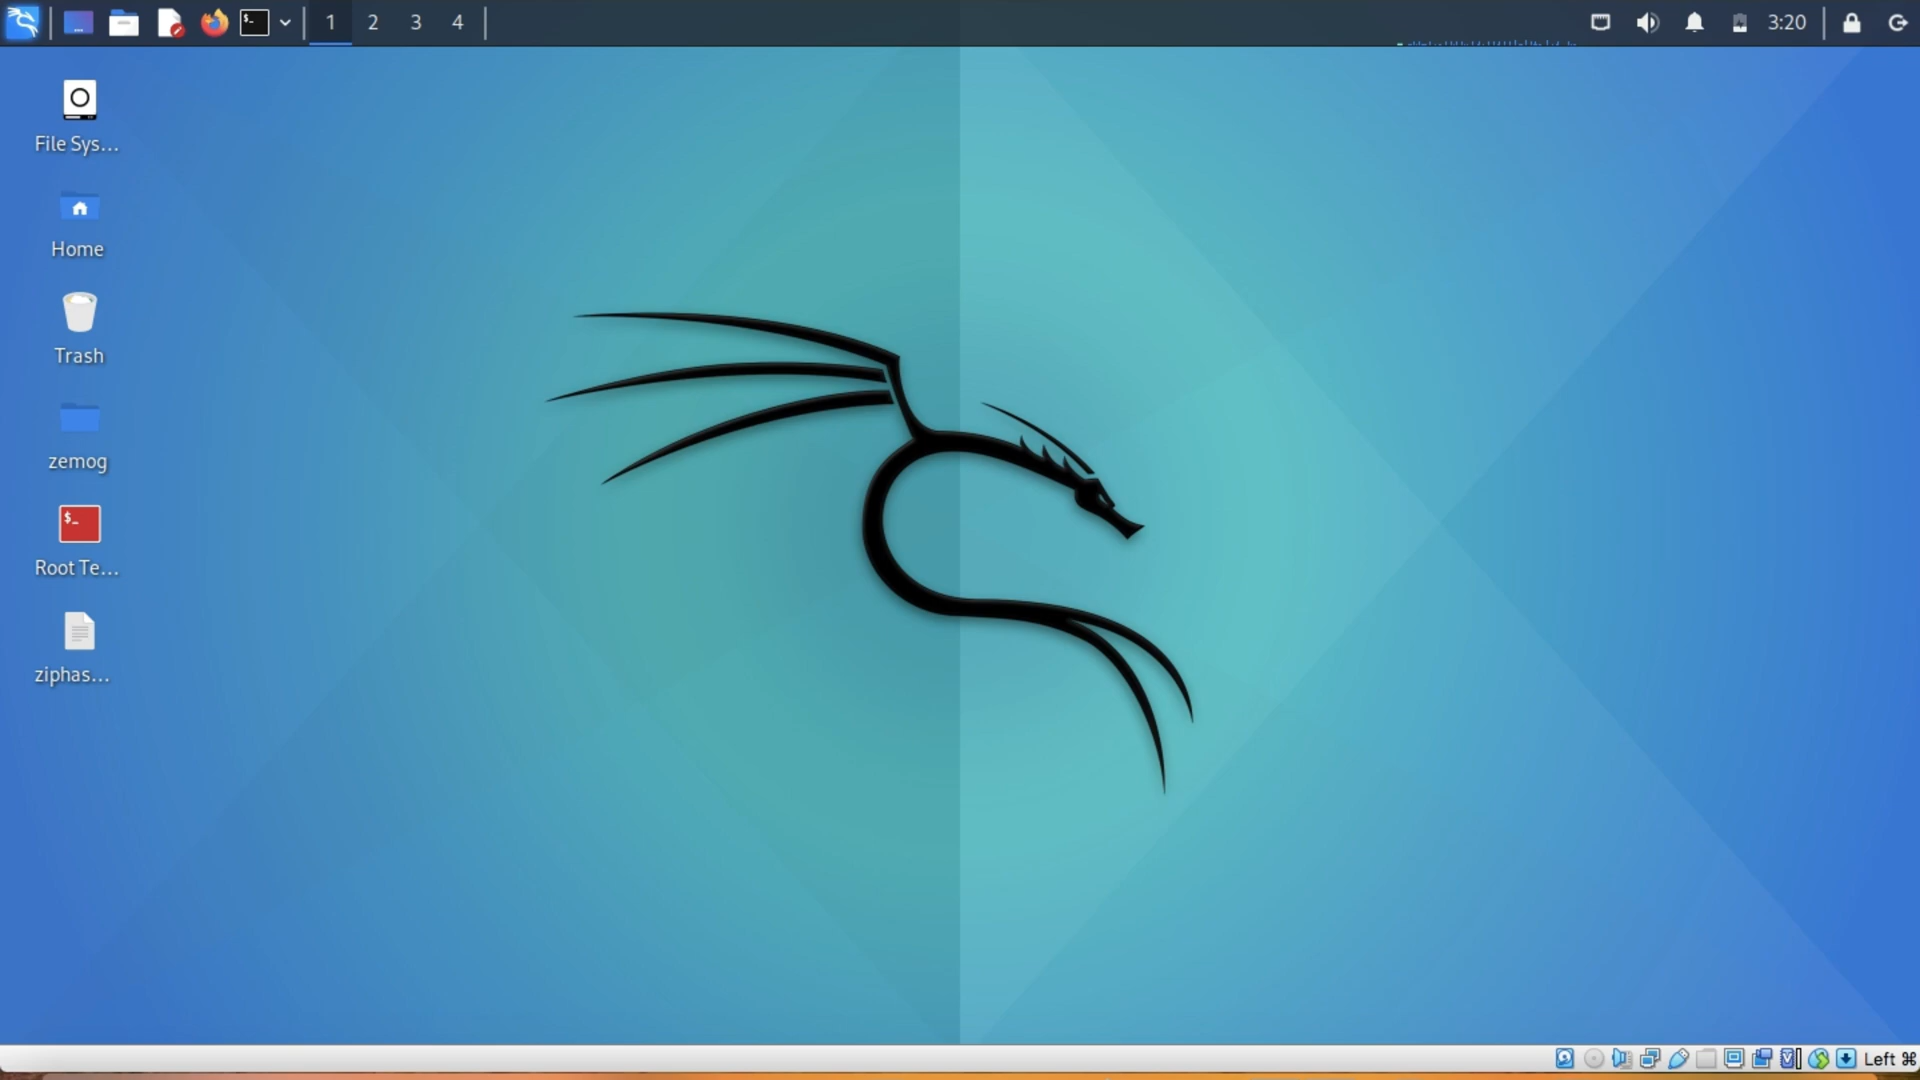 1 2 3 4 3:20
File Sys...
Home
Trash
zemog
$_
Root Te...
ziphas...
Left ⌘